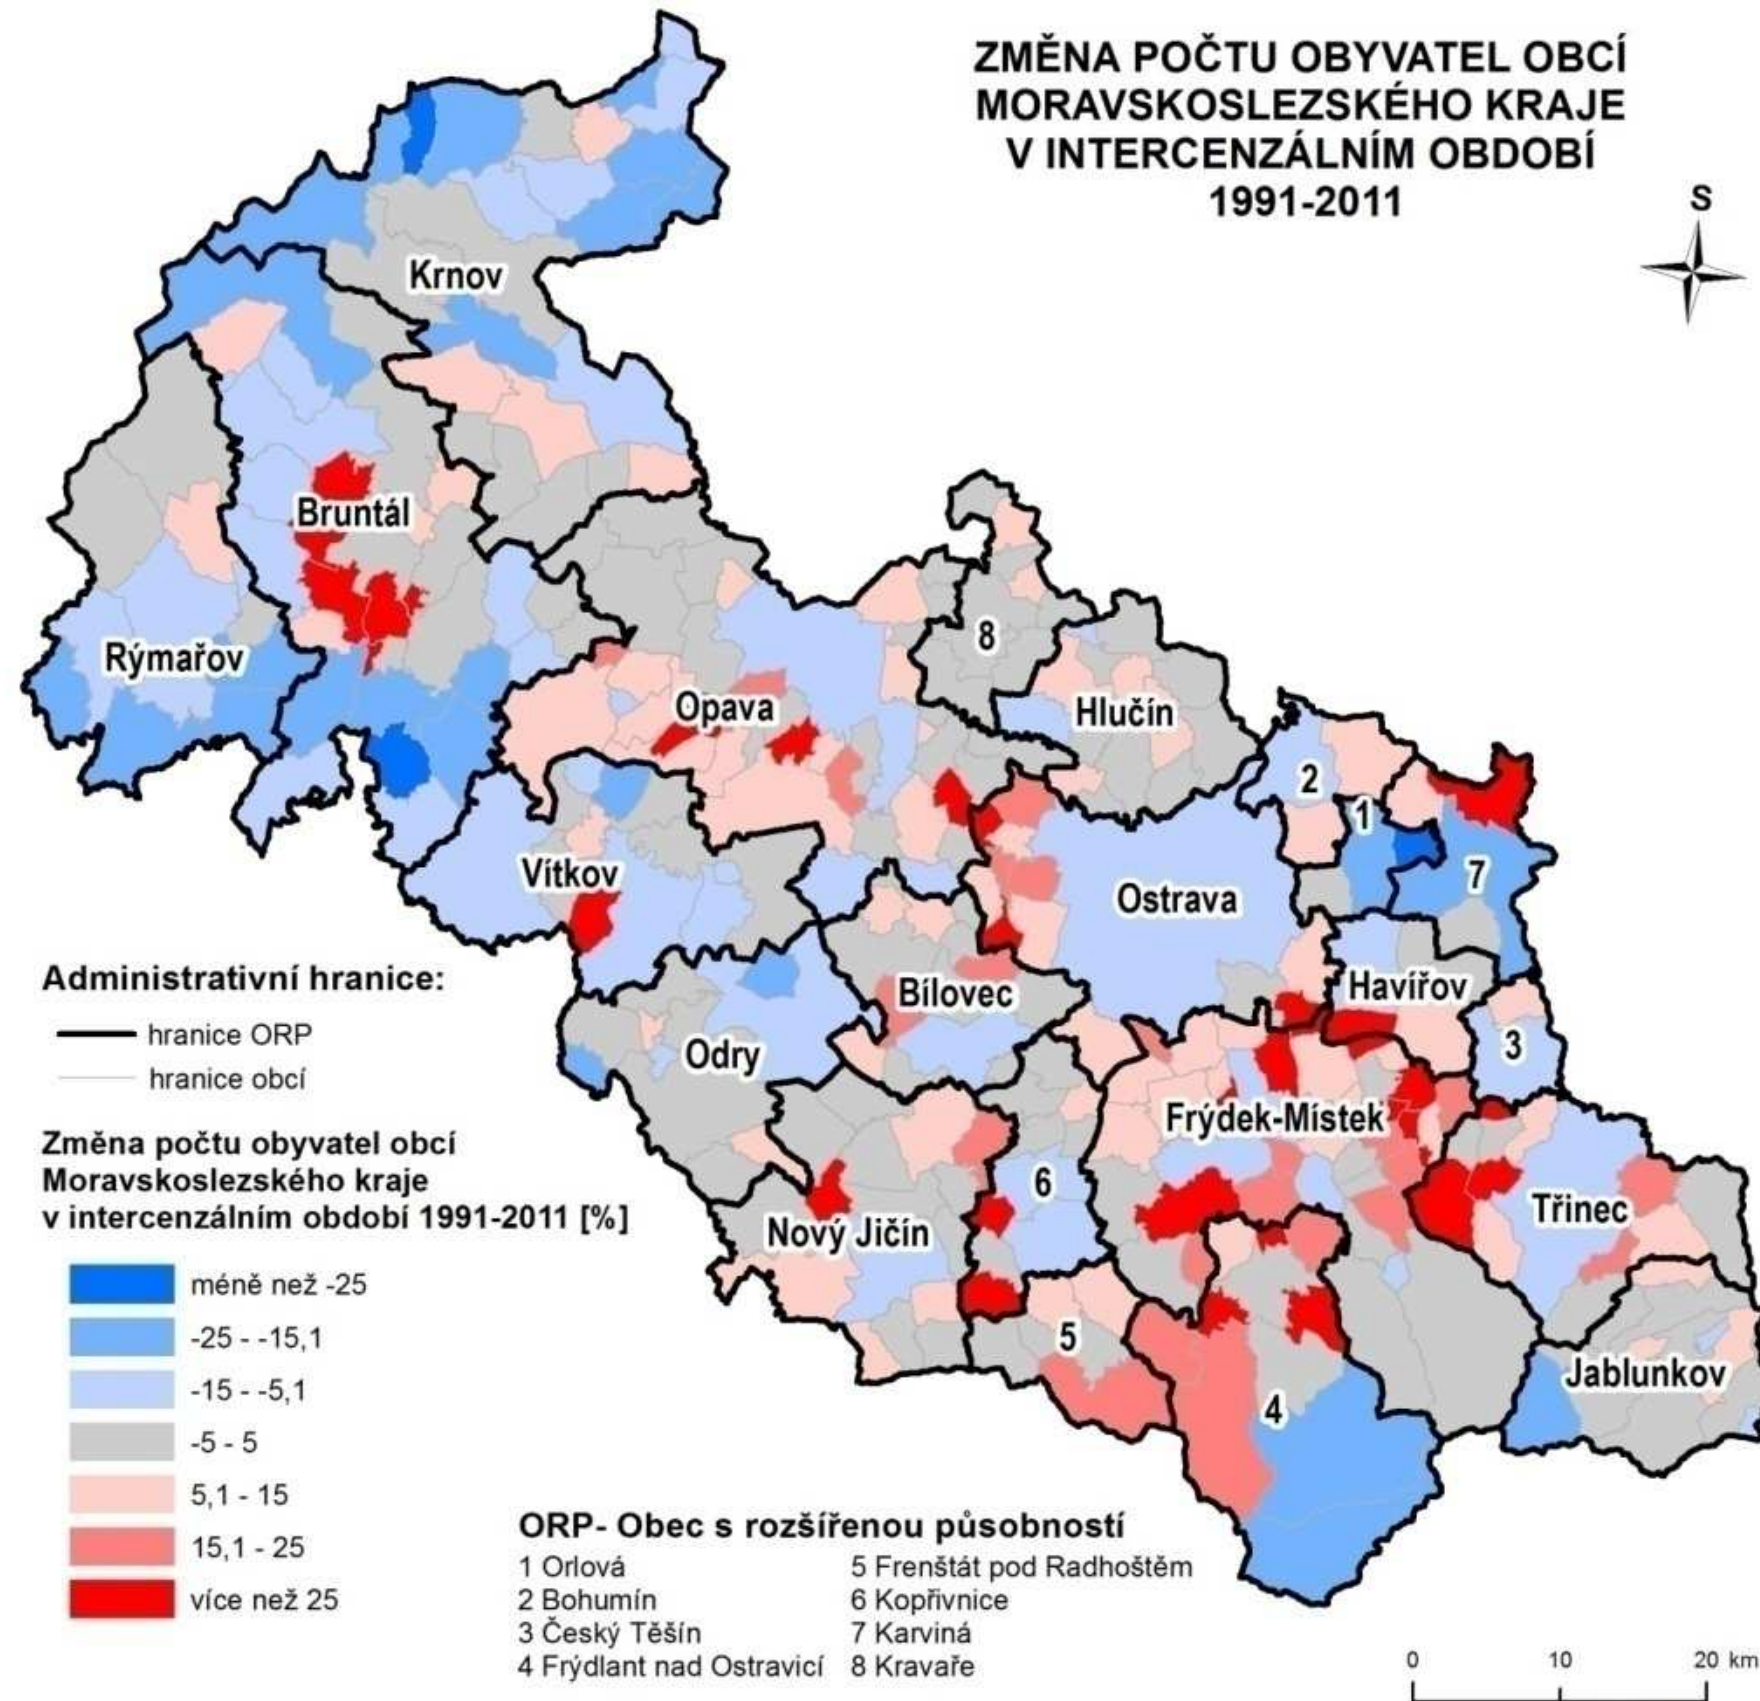 ZMĚNA POČTU OBYVATEL OBCÍ
MORAVSKOSLEZSKÉHO KRAJE
V INTERCENZÁLNÍM OBDOBÍ
1991-2011
S
Krnov
Bruntál
Rýmařov
8
Opava
Hlučín
2
1
7
Vítkov
Ostrava
Havířov
Bílovec
3
Odry
Frýdek-Místek
6
Třinec
Nový Jičín
5
Jablunkov
4
Administrativní hranice:
hranice ORP
hranice obcí
Změna počtu obyvatel obcí
Moravskoslezského kraje
v intercenzálním období 1991-2011 [%]
méně než -25
-25 - -15,1
-15 - -5,1
-5 - 5
5,1 - 15
15,1 - 25
více než 25
ORP- Obec s rozšířenou působností
1 Orlová
2 Bohumín
3 Český Těšín
4 Frýdlant nad Ostravicí
5 Frenštát pod Radhoštěm
6 Kopřivnice
7 Karviná
8 Kravaře
0 10 20 km